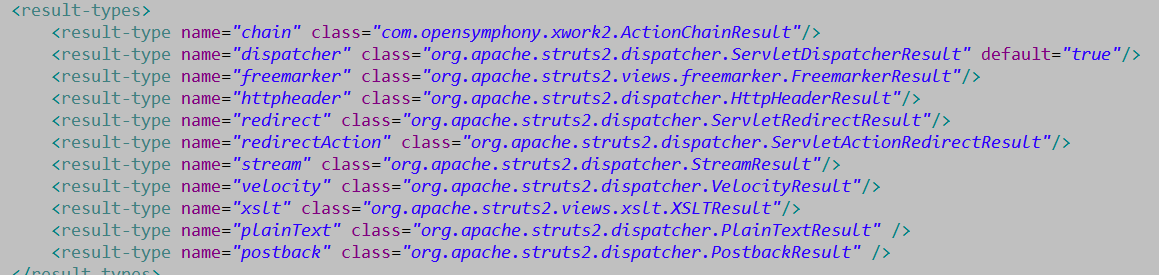 <result-types>
<result-type name="chain" class="com.opensymphony.xwork2.ActionChainResult"/>
<result-type name="dispatcher" class="org.apache.struts2.dispatcher.ServletDispatcherResult" default="true"/>
<result-type name="freemarker" class="org.apache.struts2.views.freemarker.FreemarkerResult"/>
<result-type name="httpheader" class="org.apache.struts2.dispatcher.HttpHeaderResult"/>
<result-type name="redirect" class="org.apache.struts2.dispatcher.ServletRedirectResult"/>
<result-type name="redirectAction" class="org.apache.struts2.dispatcher.ServletActionRedirectResult"/>
<result-type name="stream" class="org.apache.struts2.dispatcher.StreamResult"/>
<result-type name="velocity" class="org.apache.struts2.dispatcher.VelocityResult"/>
<result-type name="xslt" class="org.apache.struts2.views.xslt.XSLTResult"/>
<result-type name="plainText" class="org.apache.struts2.dispatcher.PlainTextResult" />
<result-type name="postback" class="org.apache.struts2.dispatcher.PostbackResult" />
</result-types>